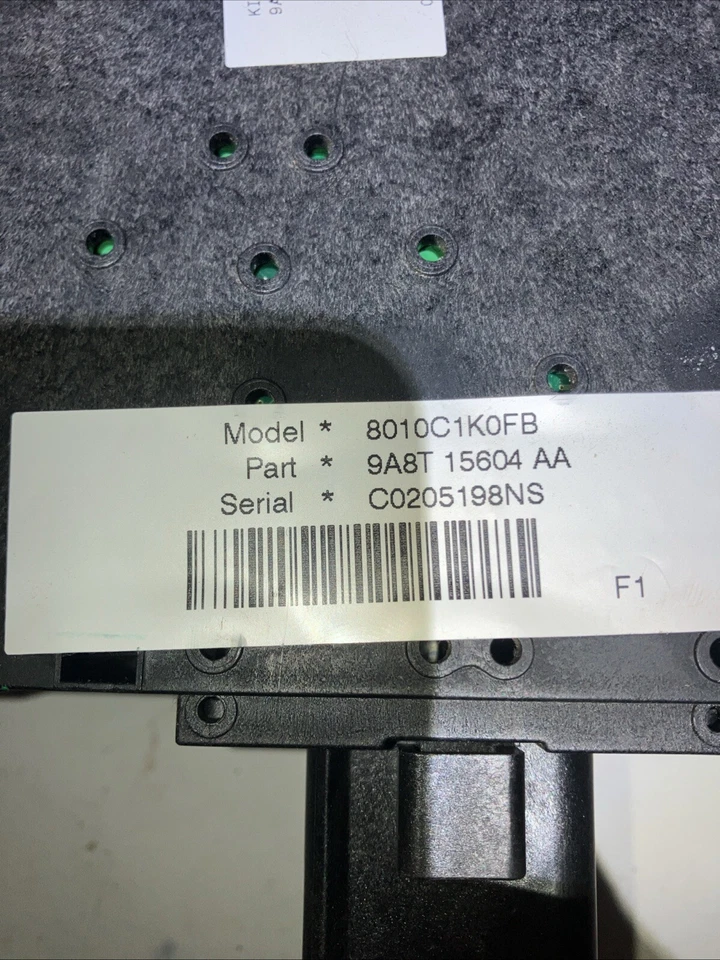 Model * 8010C1K0FB
Part * 9A8T 15604 AA
Serial * C0205198NS
F1